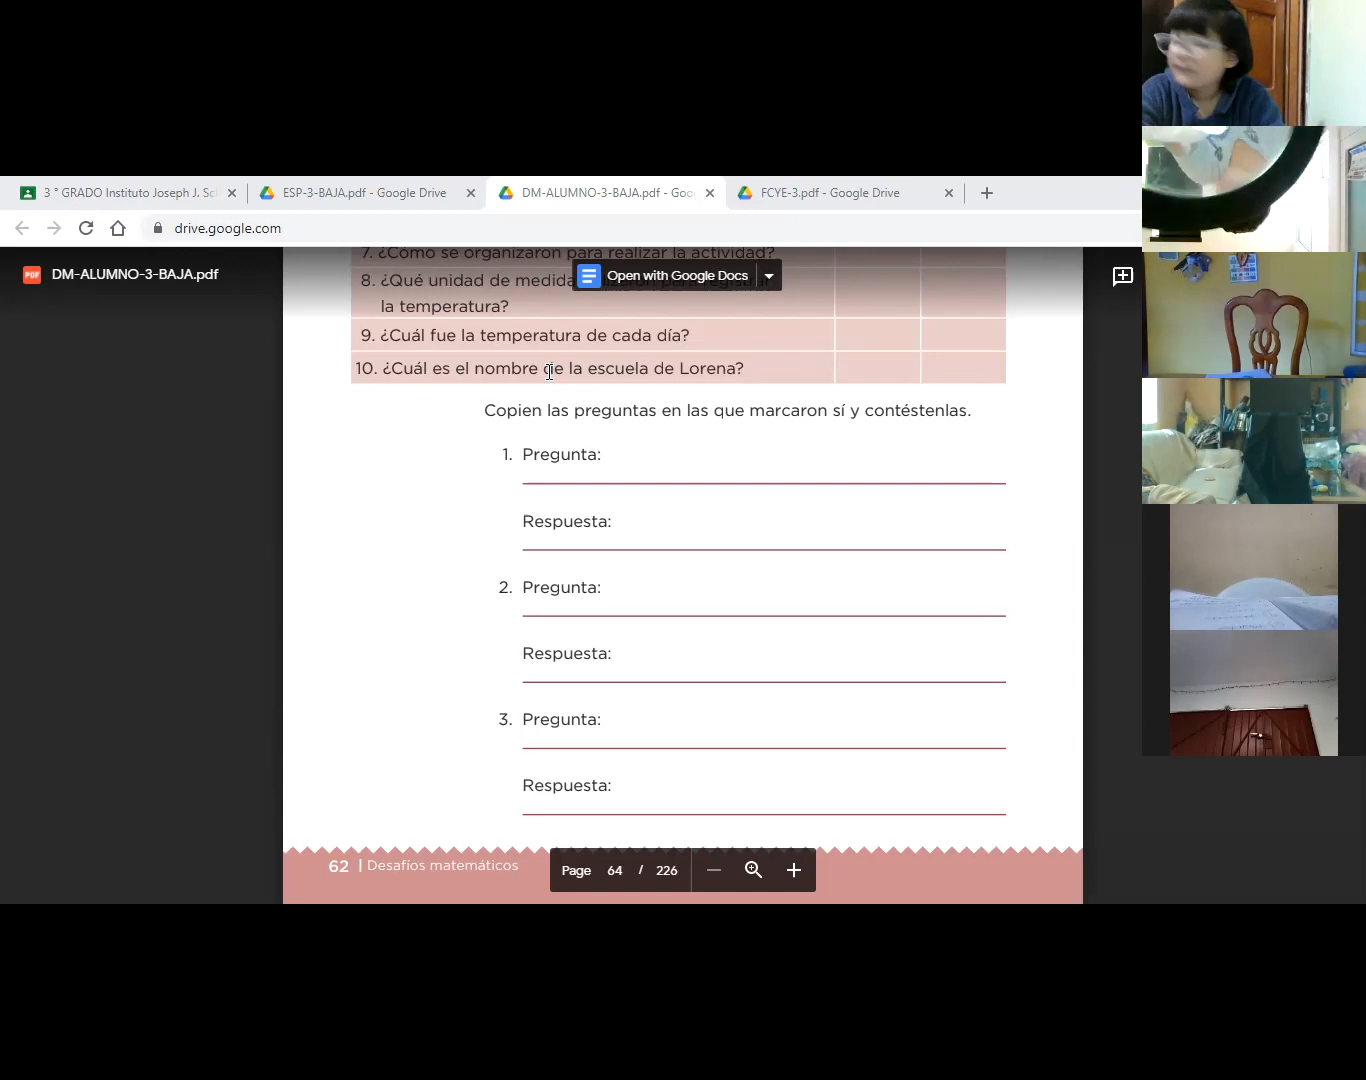 3 ° GRADO Instituto Joseph J. Sc
ESP-3-BAJA.pdf - Google Drive
DM-ALUMNO-3-BAJA.pdf - Goo
FCYE-3.pdf - Google Drive
drive.google.com
DM-ALUMNO-3-BAJA.pdf
Open with Google Docs
7. ¿Cómo se organizaron para realizar la actividad?
8. ¿Qué unidad de medida
la temperatura?
9. ¿Cuál fue la temperatura de cada día?
10. ¿Cuál es el nombre de la escuela de Lorena?
Copien las preguntas en las que marcaron sí y contéstenlas.
1. Pregunta:
Respuesta:
2. Pregunta:
Respuesta:
3. Pregunta:
Respuesta:
62 | Desafíos matemáticos
Page 64 / 226